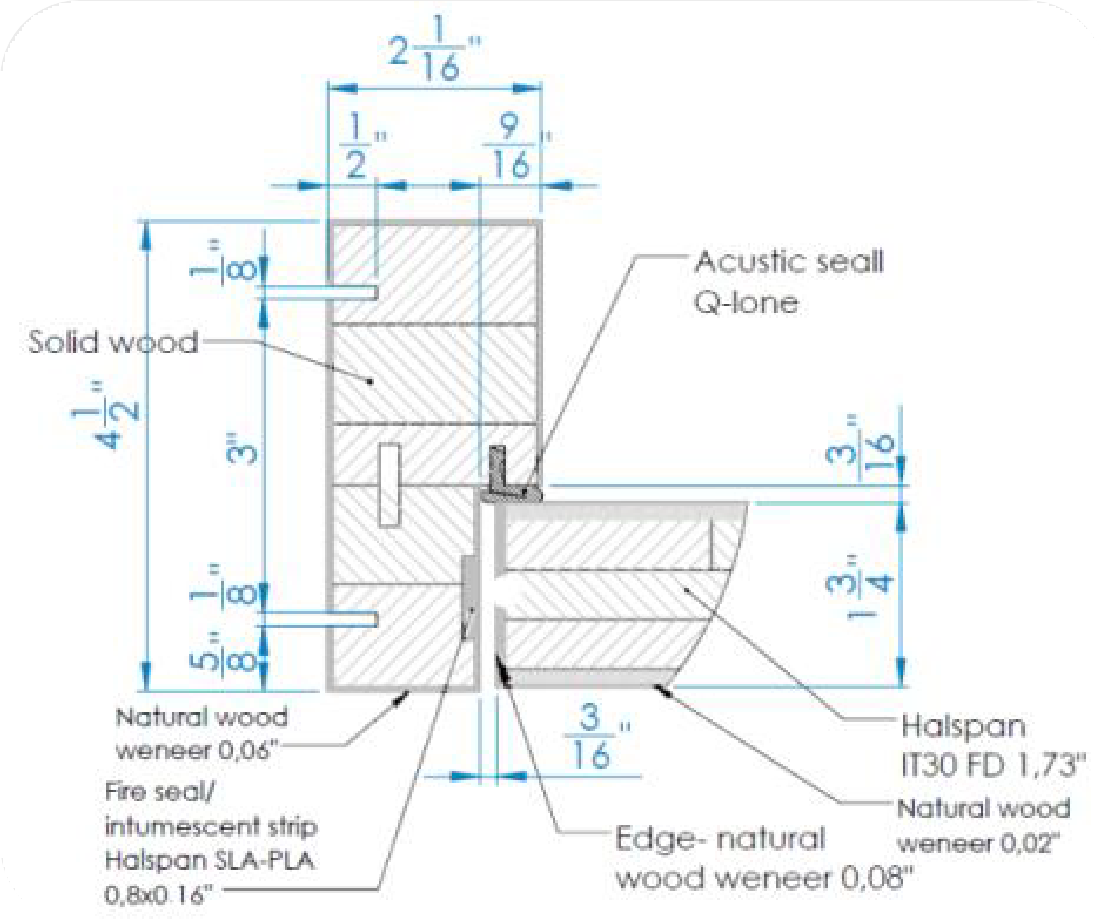 2 1/16"
1/2"
9/16"
1/8"
Acustic seall
Q-lone
Solid wood
4 1/2"
3"
3/16
1/8"
1 3/4
5/8"
Natural wood
weneer 0,06"
3/16"
Halspan
IT30 FD 1,73"
Fire seal/
intumescent strip
Halspan SLA-PLA
0,8x0.16"
Natural wood
weneer 0,02"
Edge- natural
wood weneer 0,08"